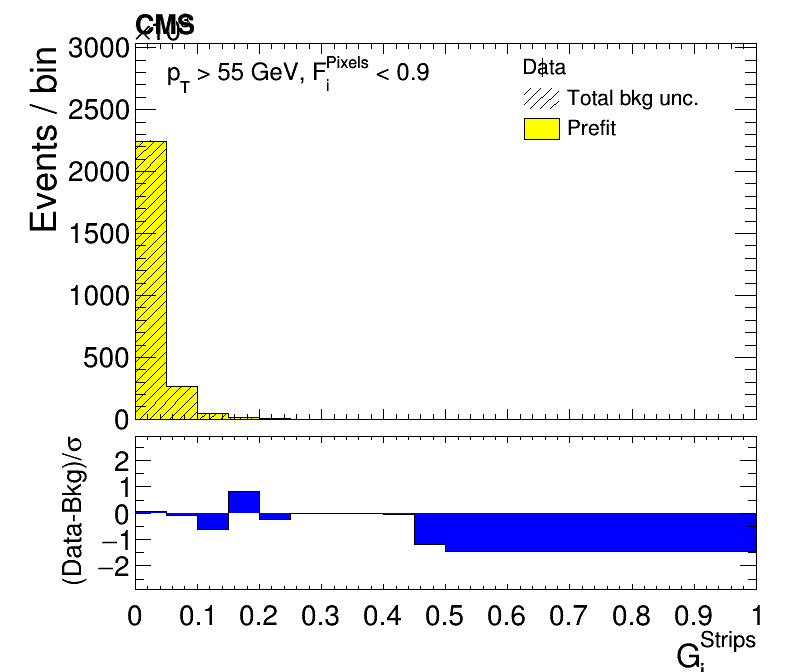 CMS
×10³
p_T > 55 GeV, F_i^Pixels < 0.9
Data
Total bkg unc.
Prefit
Events / bin
3000
2500
2000
1500
1000
500
0
(Data-Bkg)/σ
2
1
0
−1
−2
0 0.1 0.2 0.3 0.4 0.5 0.6 0.7 0.8 0.9 1
G_i^Strips